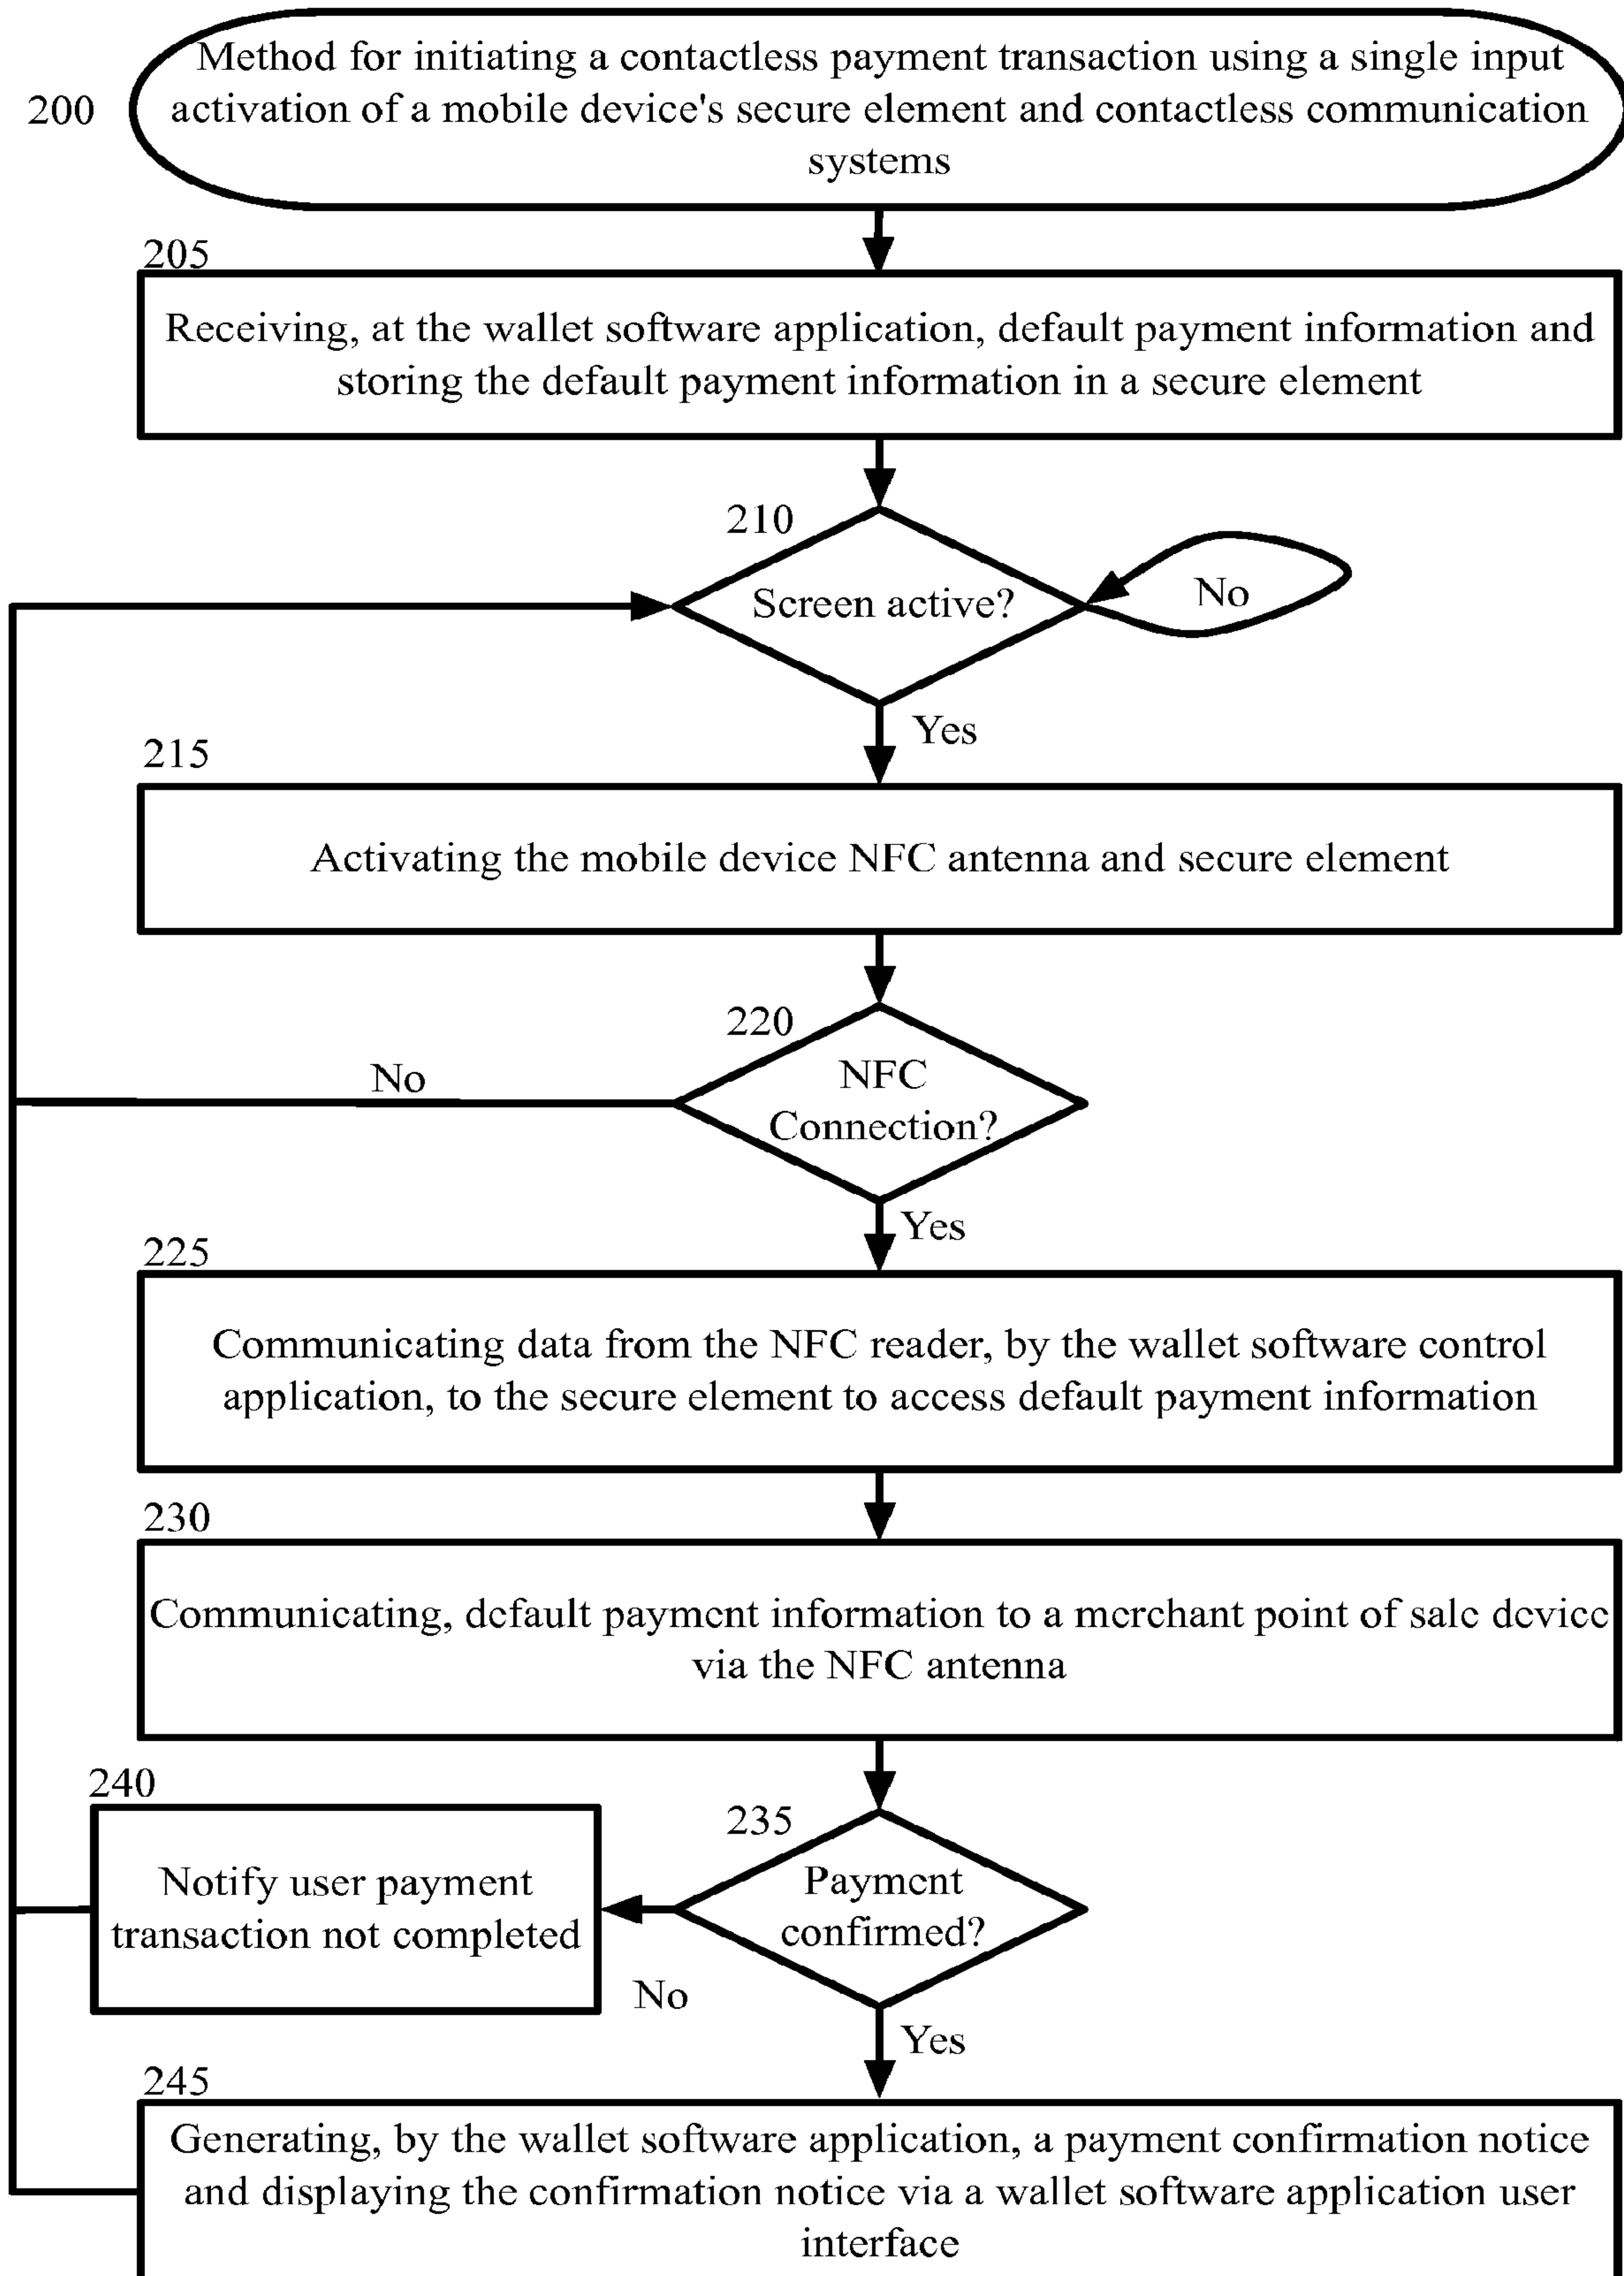 Method for initiating a contactless payment transaction using a single input
200
activation of a mobile device's secure element and contactless communication
systems
205
Receiving, at the wallet software application, default payment information and
storing the default payment information in a secure element
210
Screen active?
No
Yes
215
Activating the mobile device NFC antenna and secure element
220
NFC
Connection?
No
Yes
225
Communicating data from the NFC reader, by the wallet software control
application, to the secure element to access default payment information
230
Communicating, default payment information to a merchant point of sale device
via the NFC antenna
240
235
Notify user payment
transaction not completed
Payment
confirmed?
No
Yes
245
Generating, by the wallet software application, a payment confirmation notice
and displaying the confirmation notice via a wallet software application user
interface